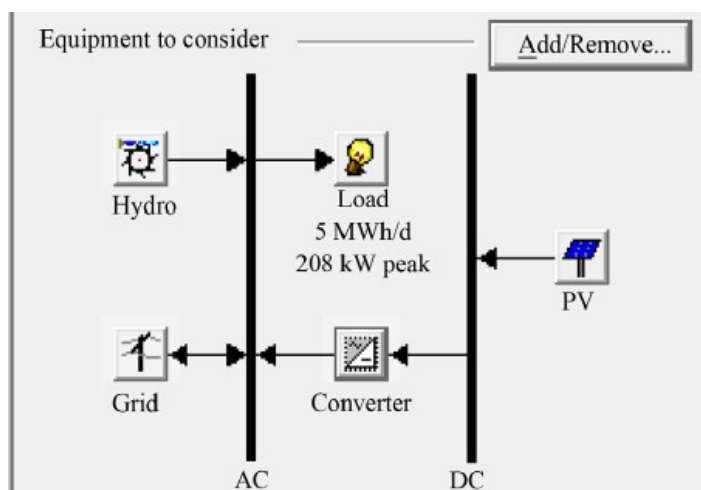 Equipment to consider
Add/Remove...
Hydro
Load
5 MWh/d
208 kW peak
PV
Grid
Converter
AC
DC